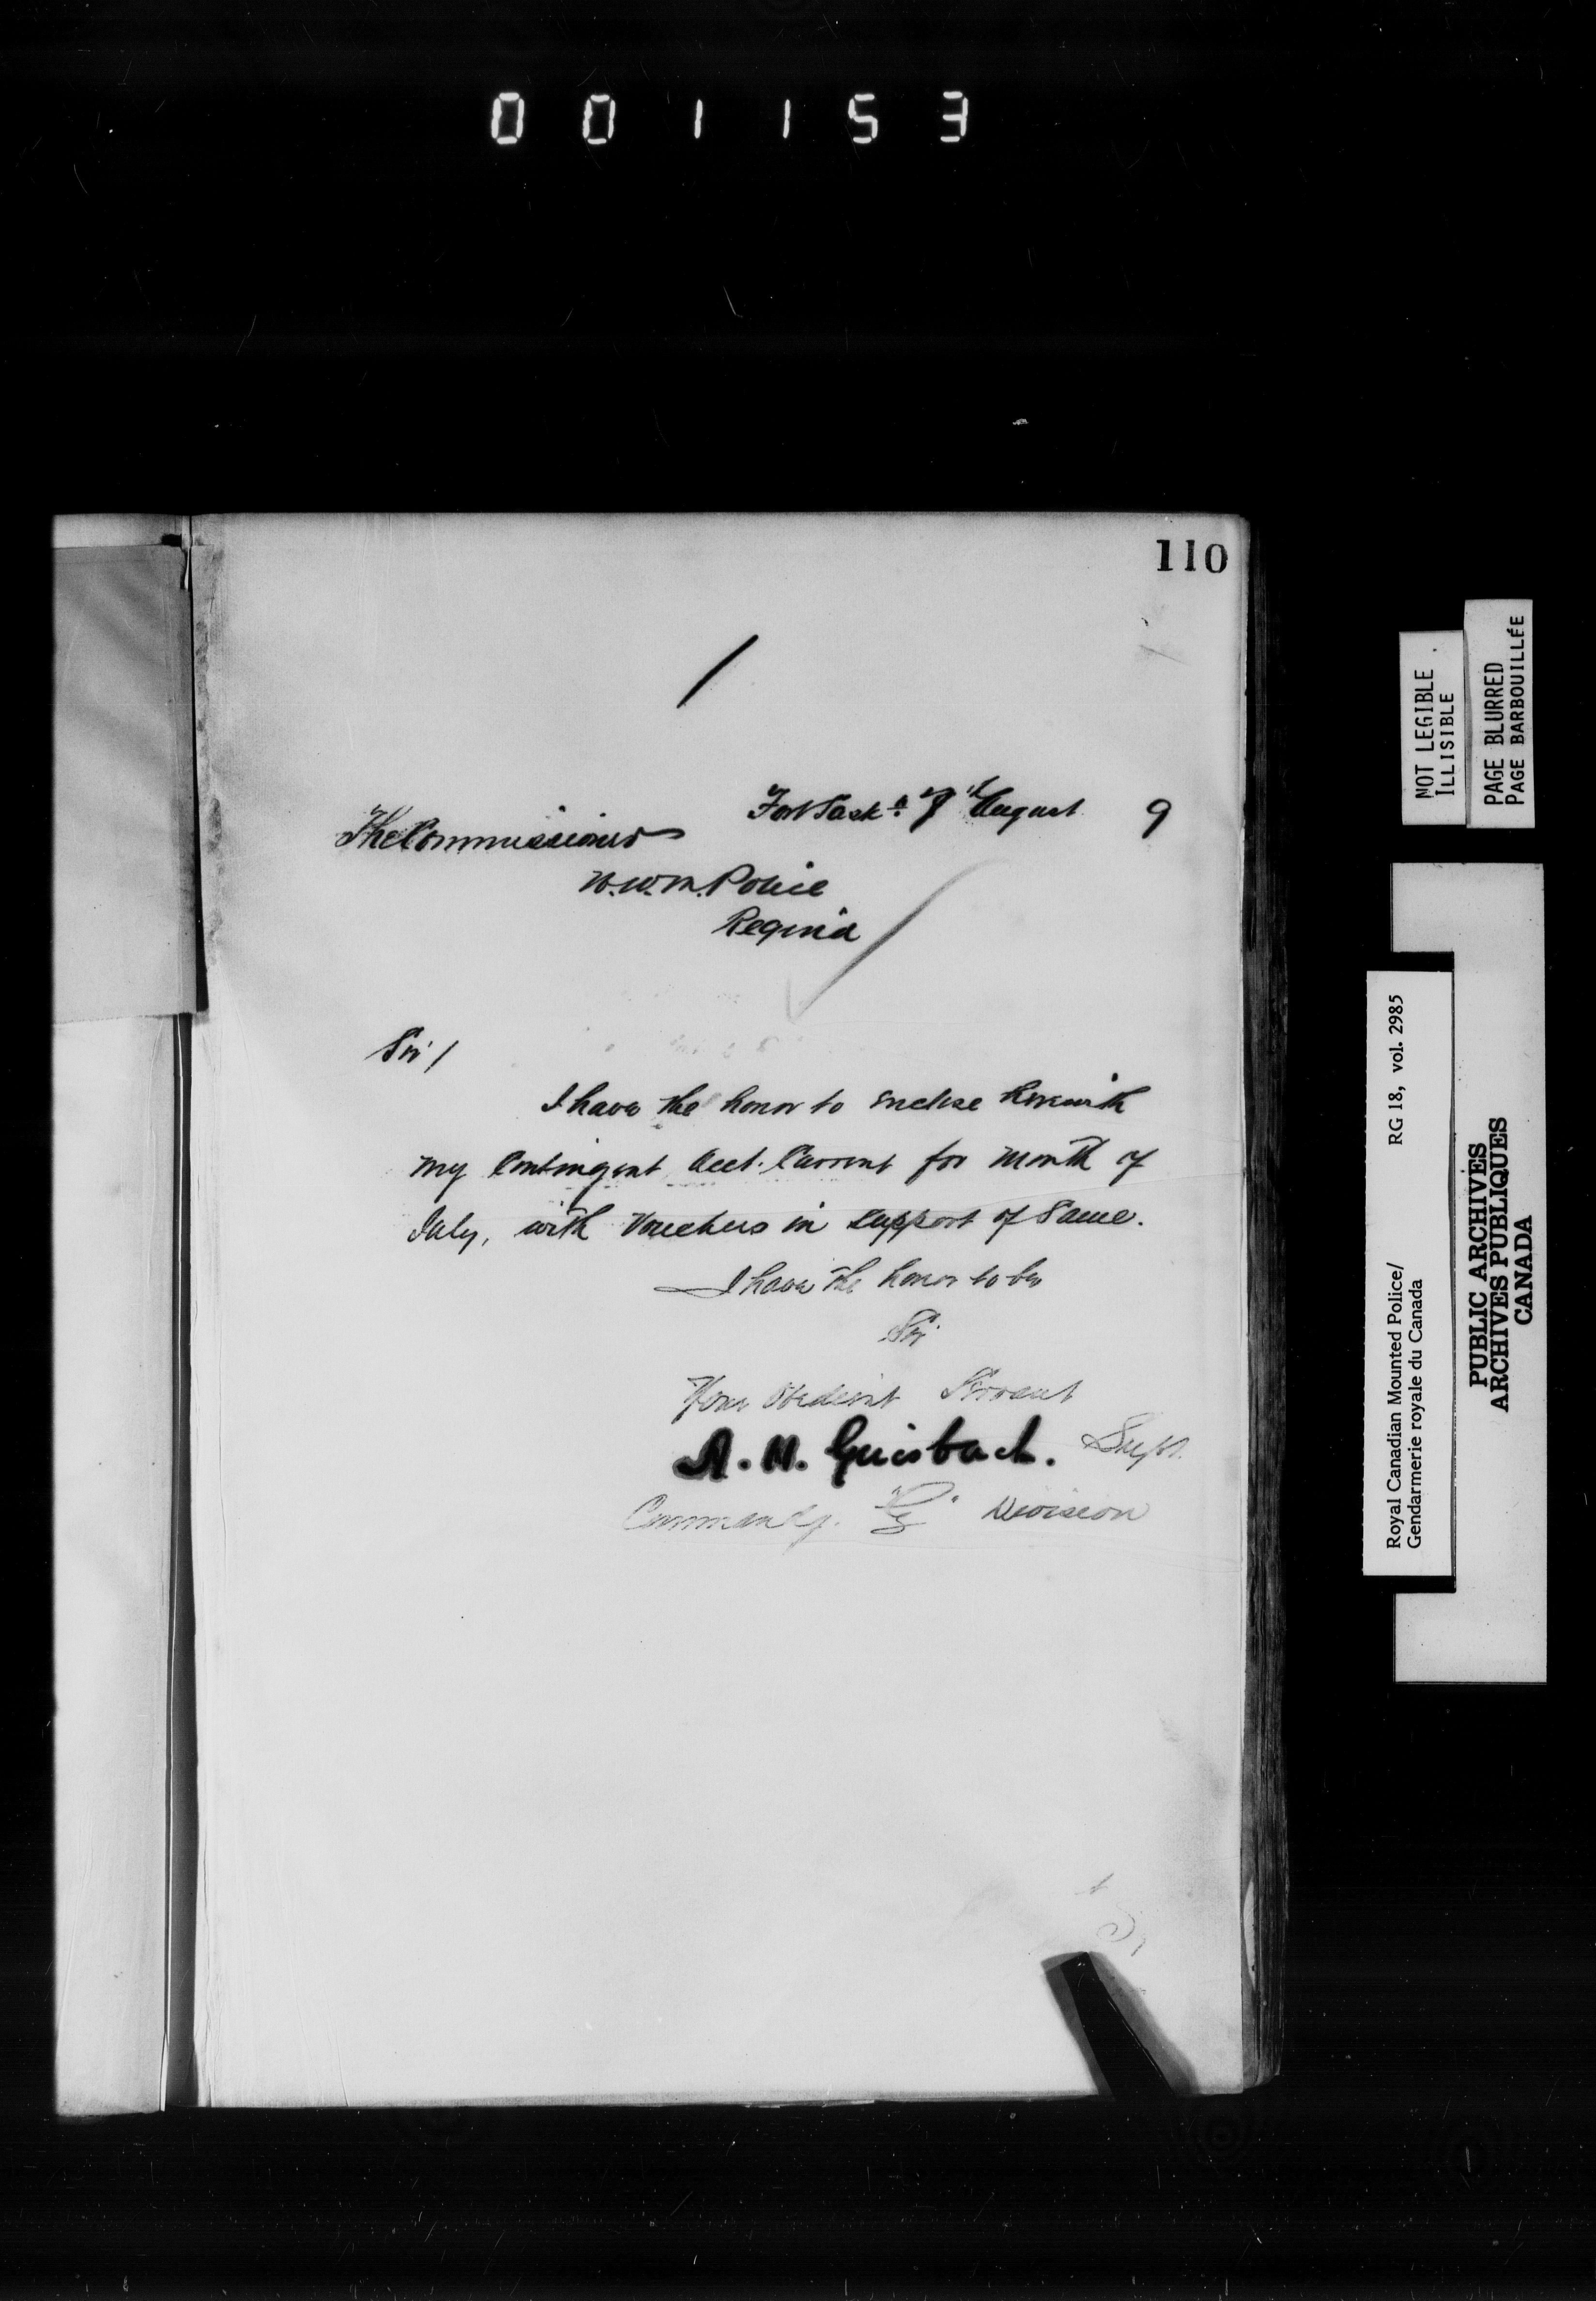 001153
110
Fort Sask.n 7th August 9
The Commissioner
N.W.M. Police
Regina
Sir/
I have the honor to enclose herewith
my Contingent Acct. Current for month of
July, with Vouchers in support of Same.
I have the honor to be
Sir
Your Obedient Servant
A. H. Griesbach. Supt.
Commandg. "G" Division
NOT LEGIBLE
ILLISIBLE
PAGE BLURRED
PAGE BARBOUILLÉE
Royal Canadian Mounted Police/ RG 18, vol. 2985
Gendarmerie royale du Canada
PUBLIC ARCHIVES
ARCHIVES PUBLIQUES
CANADA